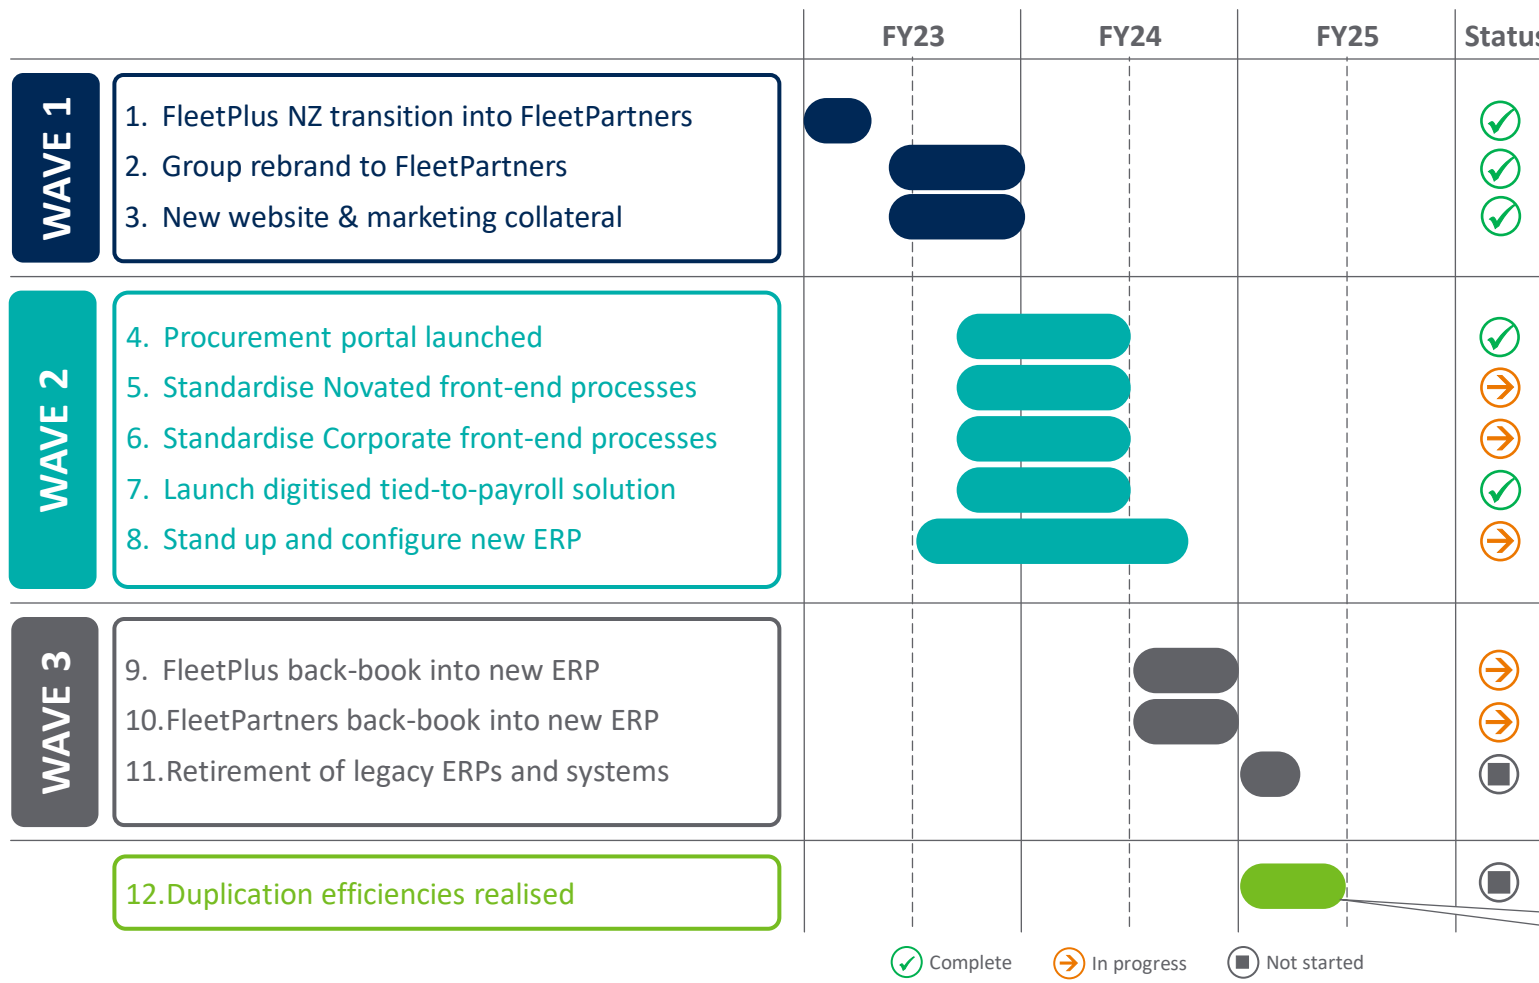 FY23 FY24 FY25 Status
WAVE 1
1. FleetPlus NZ transition into FleetPartners
2. Group rebrand to FleetPartners
3. New website & marketing collateral
WAVE 2
4. Procurement portal launched
5. Standardise Novated front-end processes
6. Standardise Corporate front-end processes
7. Launch digitised tied-to-payroll solution
8. Stand up and configure new ERP
WAVE 3
9. FleetPlus back-book into new ERP
10.FleetPartners back-book into new ERP
11.Retirement of legacy ERPs and systems
12.Duplication efficiencies realised
Complete In progress Not started